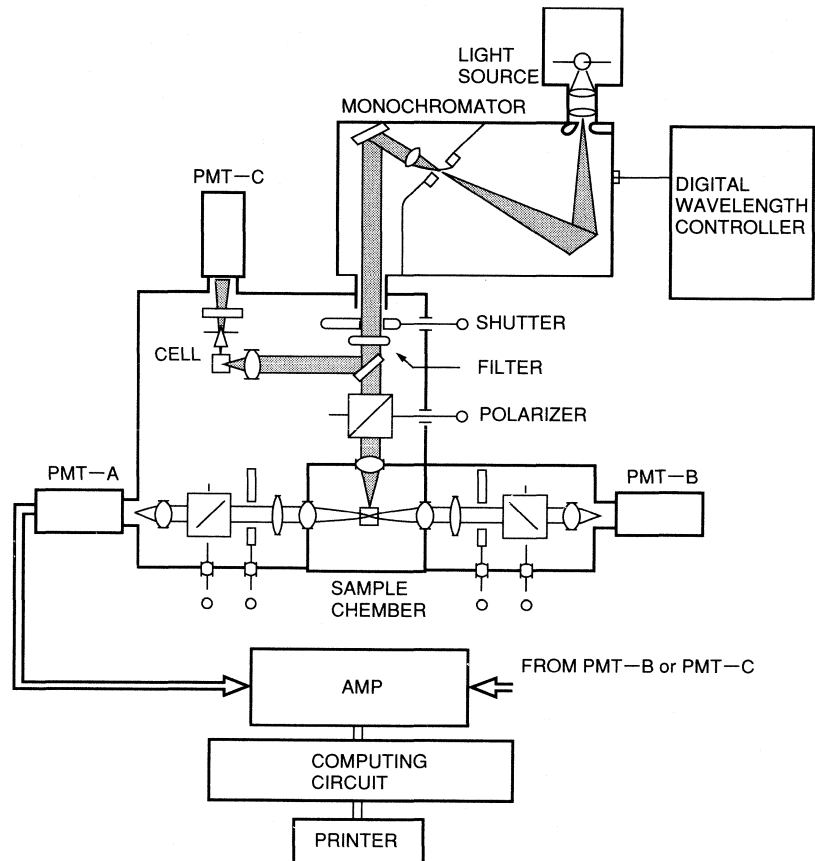 LIGHT
SOURCE
MONOCHROMATOR
PMT-C
DIGITAL
WAVELENGTH
CONTROLLER
SHUTTER
CELL
FILTER
POLARIZER
PMT-A
PMT-B
SAMPLE
CHEMBER
FROM PMT-B or PMT-C
AMP
COMPUTING
CIRCUIT
PRINTER